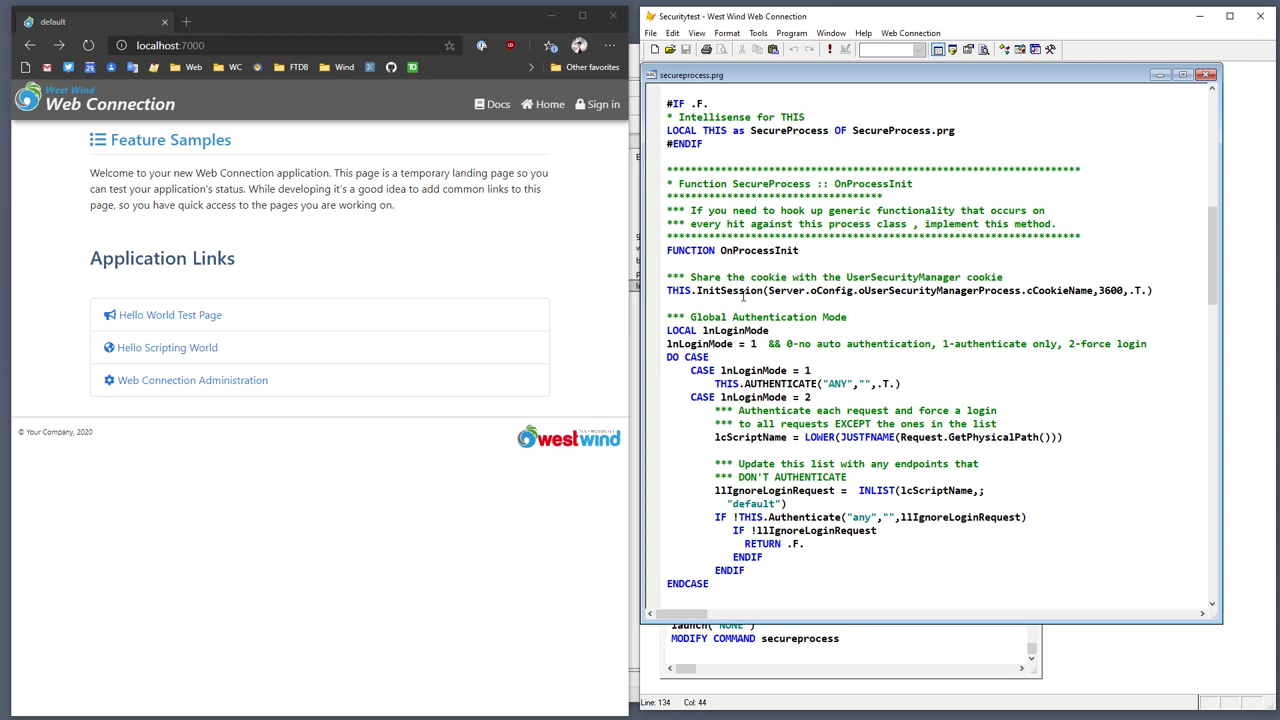 default
localhost:7000
Web
WW
FTDB
Wind
Other favorites
West Wind
Web Connection
Docs
Home
Sign in
Feature Samples
Welcome to your new Web Connection application. This page is a temporary landing page so you
can test your application's status. While developing it's a good idea to add common links to this
page, so you have quick access to the pages you are working on.
Application Links
Hello World Test Page
Hello Scripting World
Web Connection Administration
© Your Company, 2020
TECHNOLOGIES
westwind
Securitytest - West Wind Web Connection
File Edit View Format Tools Program Window Help Web Connection
secureprocess.prg
#IF .F.
* Intellisense for THIS
LOCAL THIS as SecureProcess OF SecureProcess.prg
#ENDIF
*********************************************************************
* Function SecureProcess :: OnProcessInit
************************************
*** If you need to hook up generic functionality that occurs on
*** every hit against this process class , implement this method.
*********************************************************************
FUNCTION OnProcessInit
*** Share the cookie with the UserSecurityManager cookie
THIS.InitSession(Server.oConfig.oUserSecurityManagerProcess.cCookieName,3600,.T.)
*** Global Authentication Mode
LOCAL lnLoginMode
lnLoginMode = 1  && 0-no auto authentication, 1-authenticate only, 2-force login
DO CASE
CASE lnLoginMode = 1
THIS.AUTHENTICATE("ANY","",.T.)
CASE lnLoginMode = 2
*** Authenticate each request and force a login
*** to all requests EXCEPT the ones in the list
lcScriptName = LOWER(JUSTFNAME(Request.GetPhysicalPath()))
*** Update this list with any endpoints that
*** DON'T AUTHENTICATE
llIgnoreLoginRequest =  INLIST(lcScriptName,;
"default")
IF !THIS.Authenticate("any","",llIgnoreLoginRequest)
IF !llIgnoreLoginRequest
RETURN .F.
ENDIF
ENDIF
ENDCASE
launch("NONE")
MODIFY COMMAND secureprocess
Line: 134 Col: 44